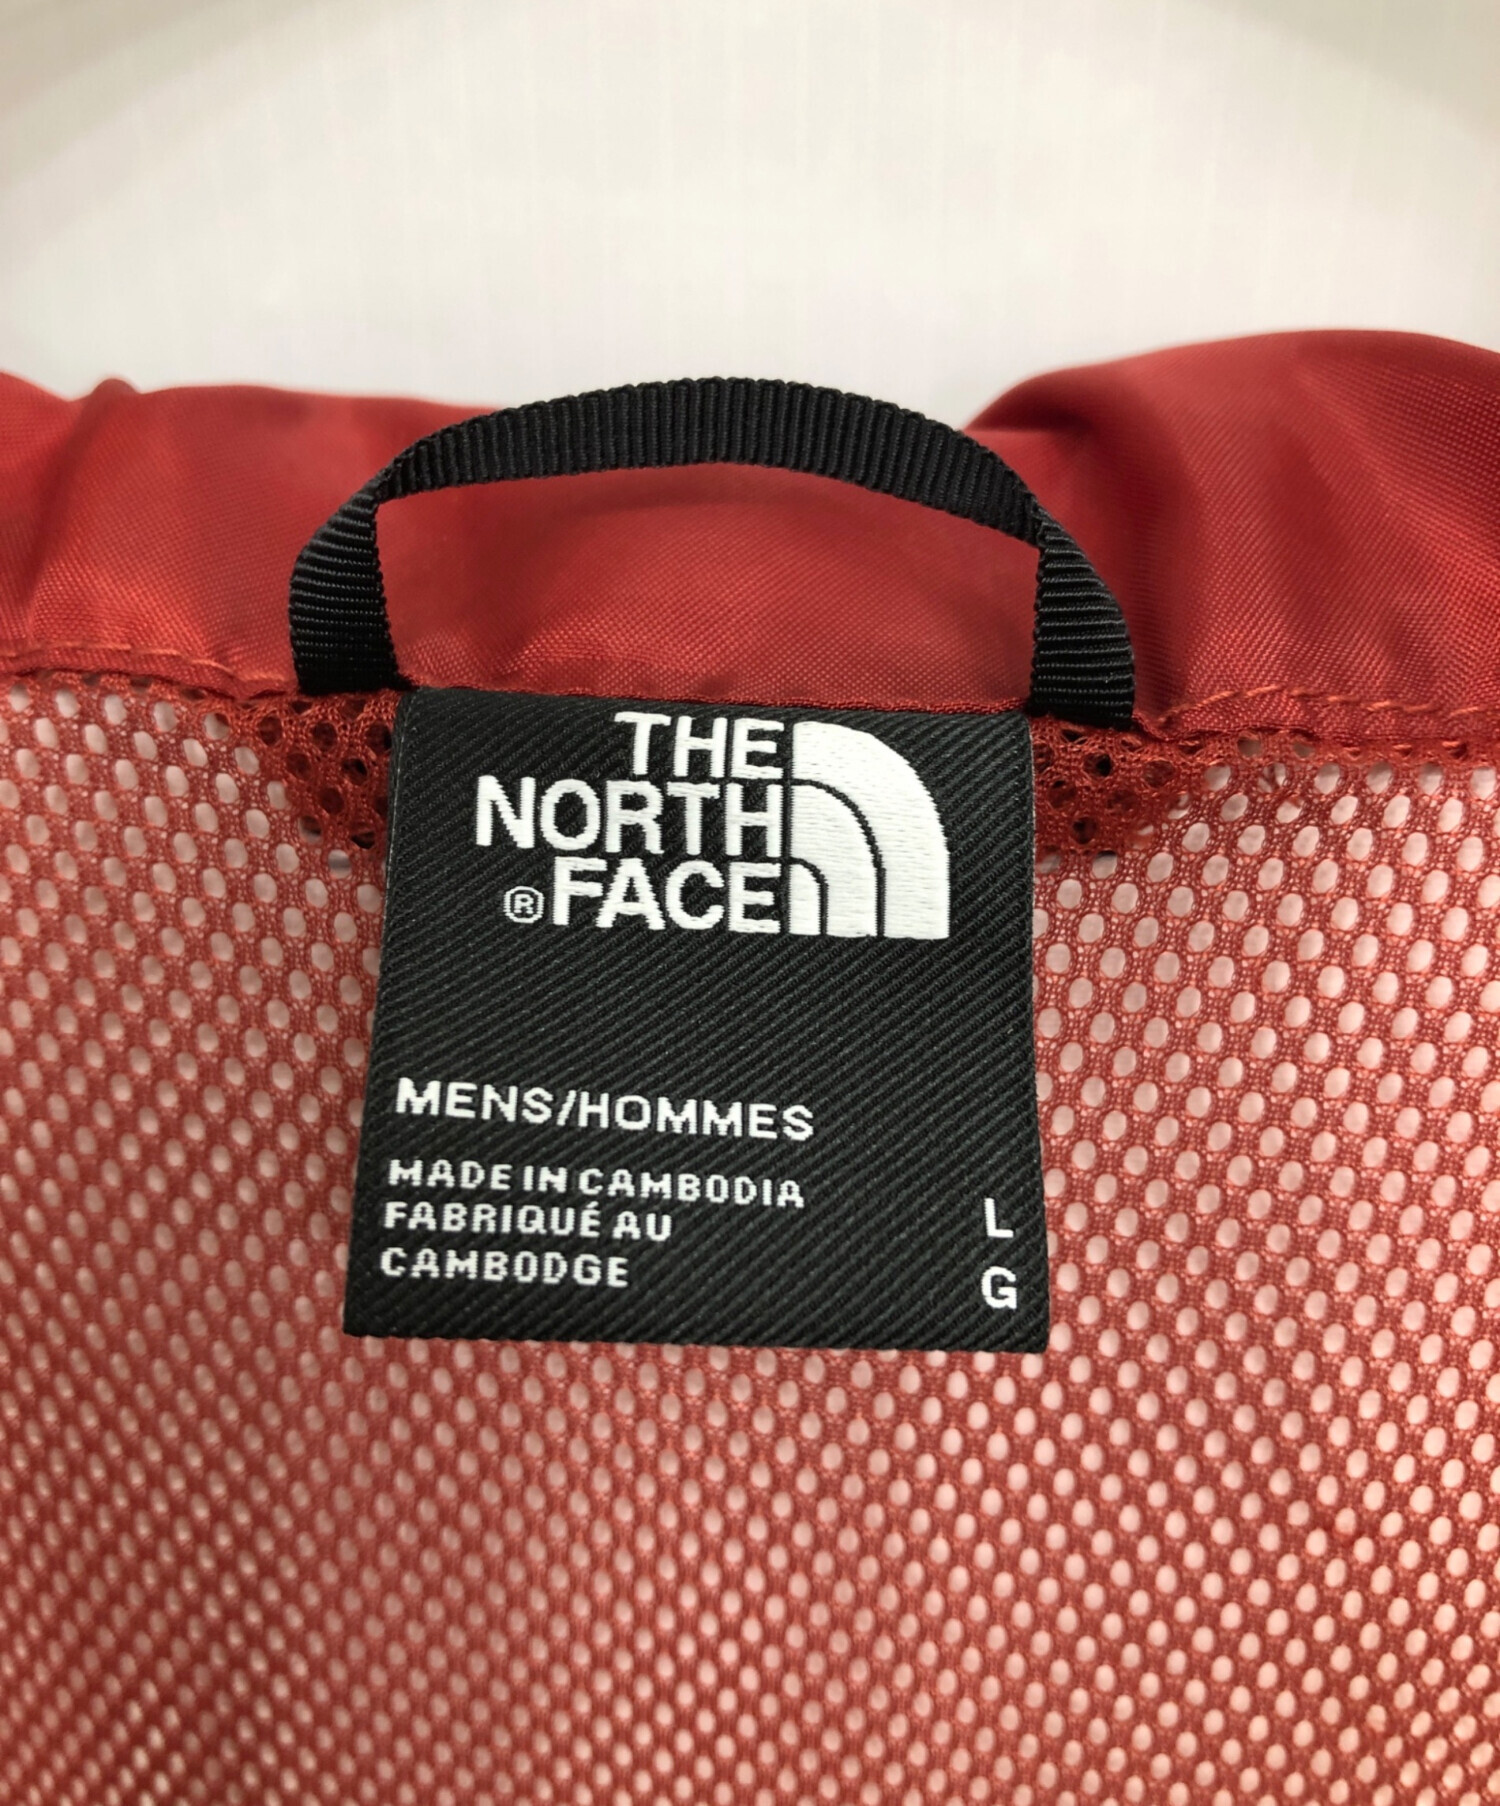 THE
NORTH
®FACE
MENS/HOMMES
MADE IN CAMBODIA
FABRIQUÉ AU
CAMBODGE
L
G